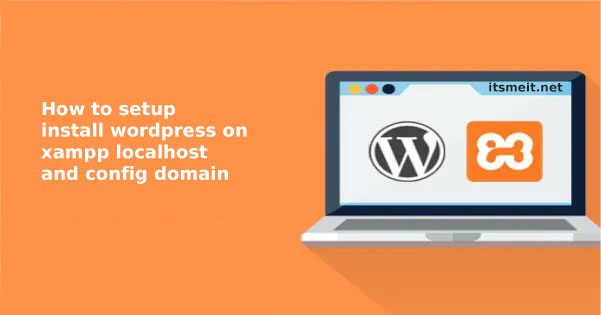 How to setup
install wordpress on
xampp localhost
and config domain
itsmeit.net